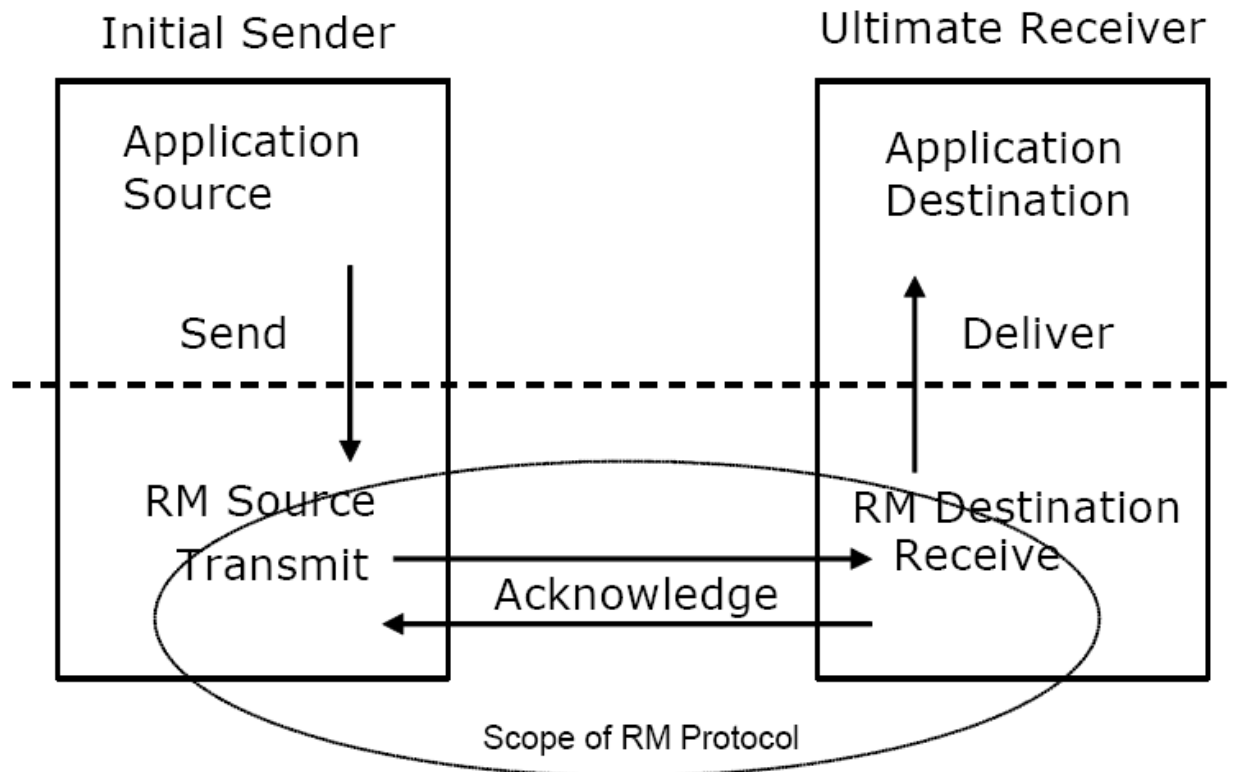 Initial Sender
Ultimate Receiver
Application
Source
Application
Destination
Send
Deliver
RM Source
RM Destination
Transmit
Receive
Acknowledge
Scope of RM Protocol